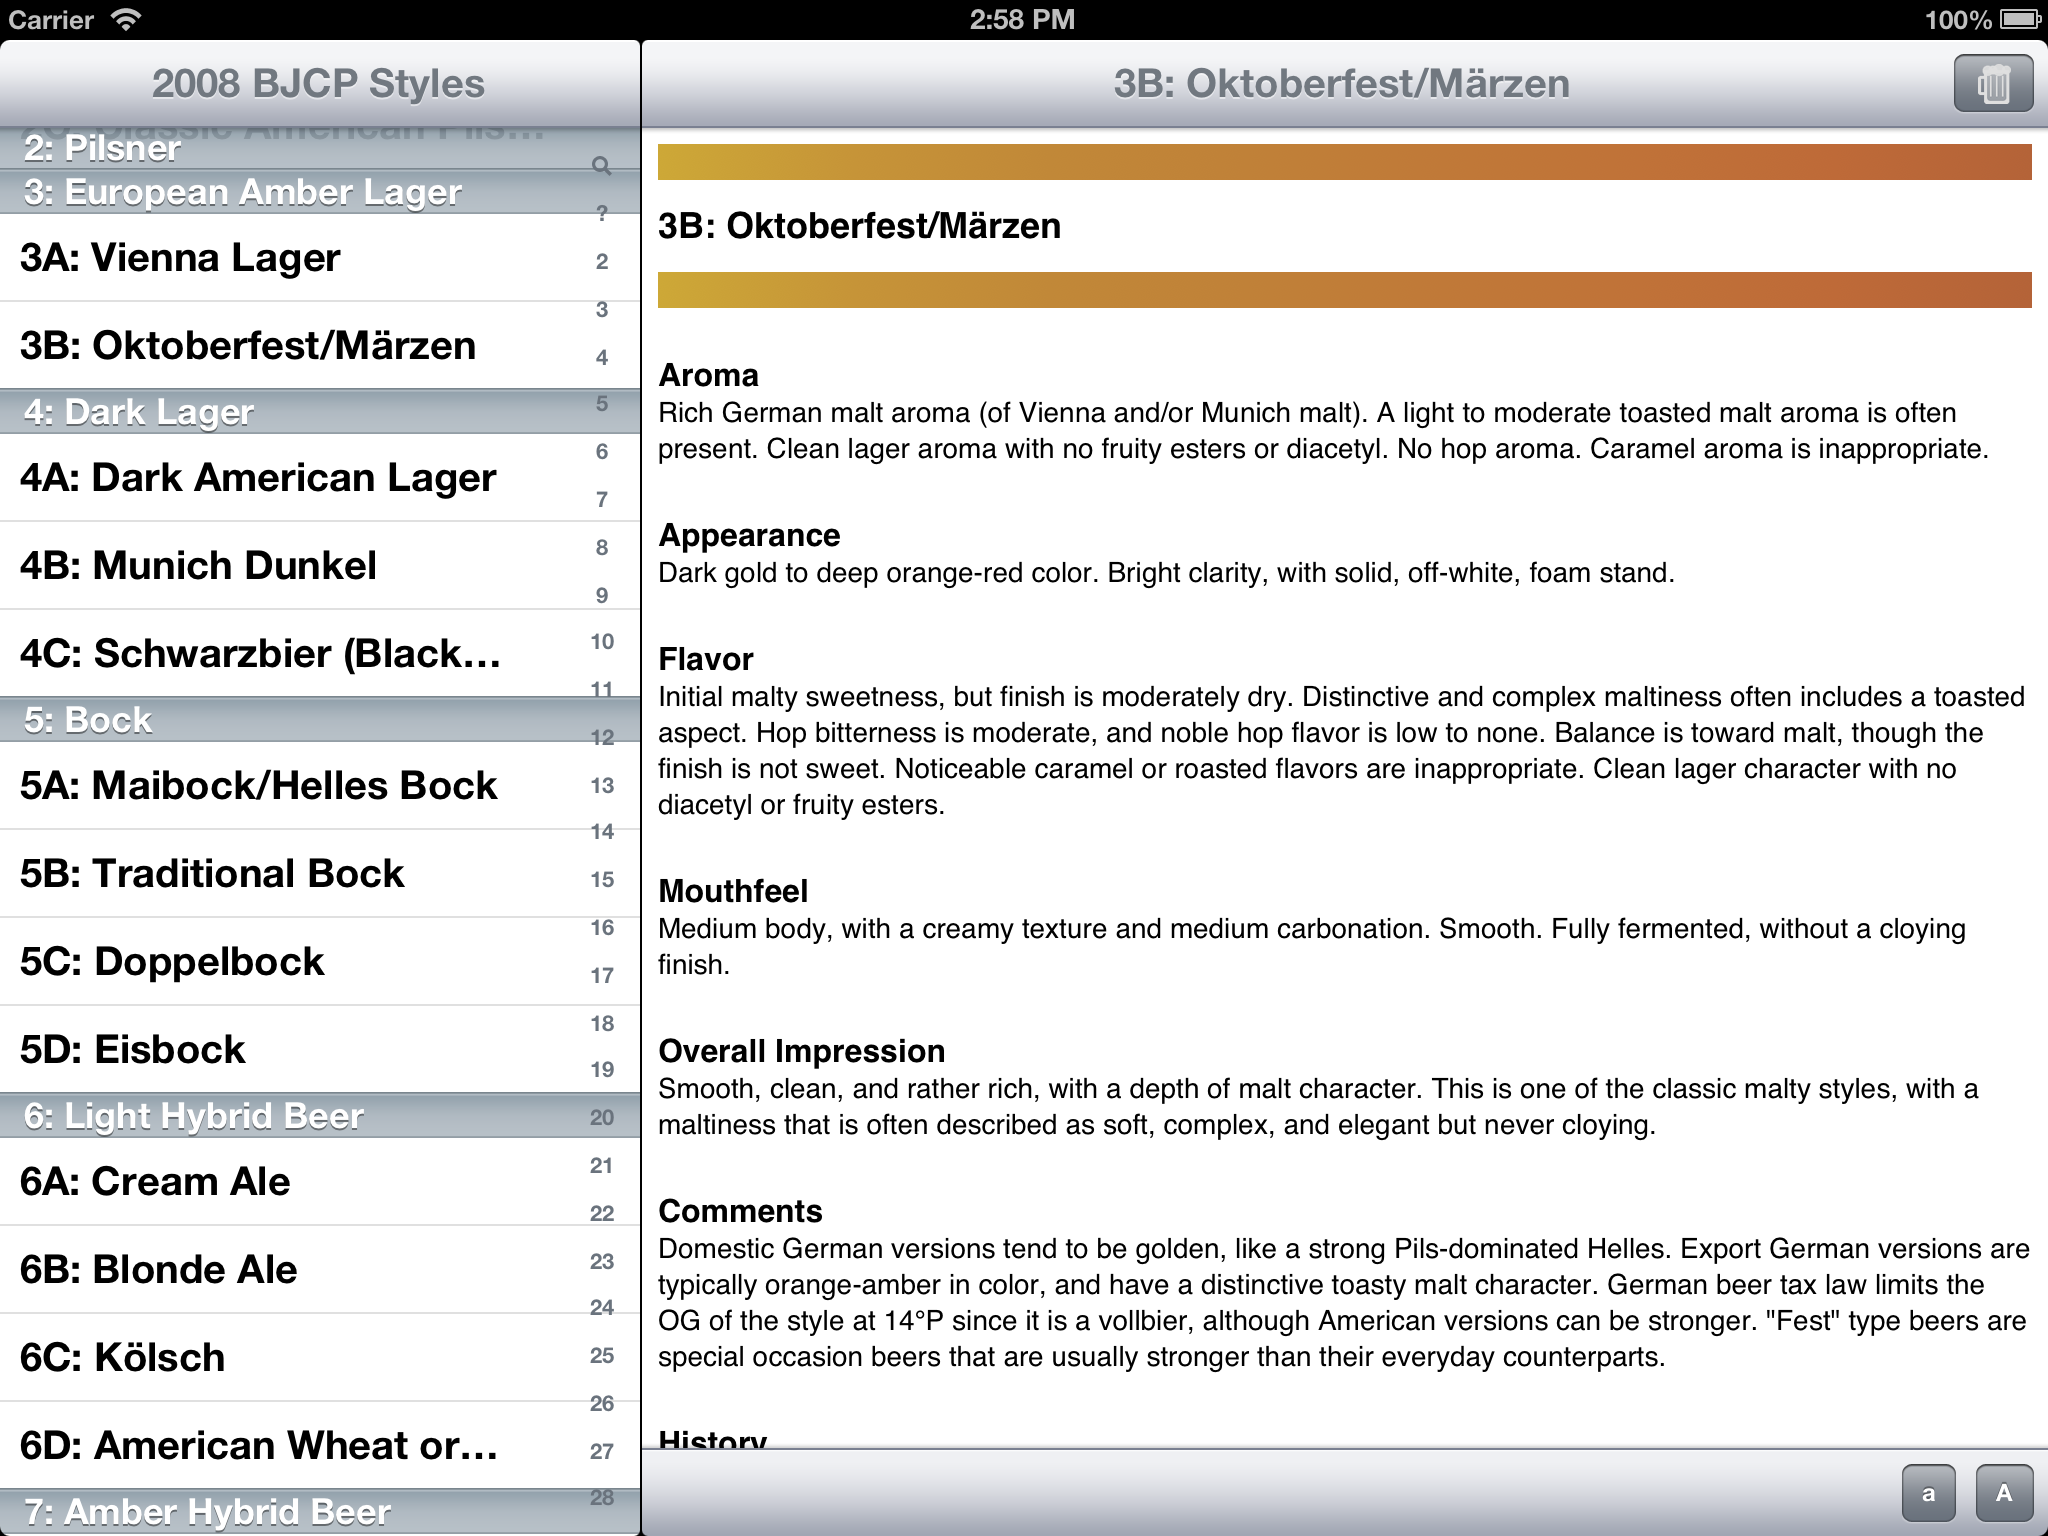 Carrier
2:58 PM
100%
2008 BJCP Styles
2C: Classic American Pils...
2: Pilsner
3: European Amber Lager
3A: Vienna Lager
3B: Oktoberfest/Märzen
4: Dark Lager
4A: Dark American Lager
4B: Munich Dunkel
4C: Schwarzbier (Black...
5: Bock
5A: Maibock/Helles Bock
5B: Traditional Bock
5C: Doppelbock
5D: Eisbock
6: Light Hybrid Beer
6A: Cream Ale
6B: Blonde Ale
6C: Kölsch
6D: American Wheat or...
7: Amber Hybrid Beer
?
2
3
4
5
6
7
8
9
10
11
12
13
14
15
16
17
18
19
20
21
22
23
24
25
26
27
28
3B: Oktoberfest/Märzen
3B: Oktoberfest/Märzen
Aroma
Rich German malt aroma (of Vienna and/or Munich malt). A light to moderate toasted malt aroma is often
present. Clean lager aroma with no fruity esters or diacetyl. No hop aroma. Caramel aroma is inappropriate.
Appearance
Dark gold to deep orange-red color. Bright clarity, with solid, off-white, foam stand.
Flavor
Initial malty sweetness, but finish is moderately dry. Distinctive and complex maltiness often includes a toasted
aspect. Hop bitterness is moderate, and noble hop flavor is low to none. Balance is toward malt, though the
finish is not sweet. Noticeable caramel or roasted flavors are inappropriate. Clean lager character with no
diacetyl or fruity esters.
Mouthfeel
Medium body, with a creamy texture and medium carbonation. Smooth. Fully fermented, without a cloying
finish.
Overall Impression
Smooth, clean, and rather rich, with a depth of malt character. This is one of the classic malty styles, with a
maltiness that is often described as soft, complex, and elegant but never cloying.
Comments
Domestic German versions tend to be golden, like a strong Pils-dominated Helles. Export German versions are
typically orange-amber in color, and have a distinctive toasty malt character. German beer tax law limits the
OG of the style at 14°P since it is a vollbier, although American versions can be stronger. "Fest" type beers are
special occasion beers that are usually stronger than their everyday counterparts.
History
a
A